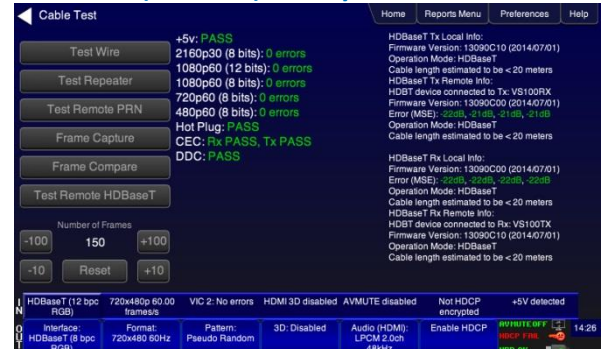 Cable Test
Home
Reports Menu
Preferences
Help
Test Wire
Test Repeater
Test Remote PRN
Frame Capture
Frame Compare
Test Remote HDBaseT
Number of Frames
-100
150
+100
-10
Reset
+10
+5v: PASS
2160p30 (8 bits): 0 errors
1080p60 (12 bits): 0 errors
1080p60 (8 bits): 0 errors
720p60 (8 bits): 0 errors
480p60 (8 bits): 0 errors
Hot Plug: PASS
CEC: Rx PASS, Tx PASS
DDC: PASS
HDBaseT Tx Local Info:
Firmware Version: 13090C10 (2014/07/01)
Operation Mode: HDBaseT
Cable length estimated to be < 20 meters
HDBaseT Tx Remote Info:
HDBT device connected to Tx: VS100RX
Firmware Version: 13090C00 (2014/07/01)
Error (MSE): -22dB, -21dB, -21dB, -21dB
Operation Mode: HDBaseT
Cable length estimated to be < 20 meters
HDBaseT Rx Local Info:
Firmware Version: 13090C00 (2014/07/01)
Error (MSE): -22dB, -22dB, -22dB, -22dB
Operation Mode: HDBaseT
Cable length estimated to be < 20 meters
HDBaseT Rx Remote Info:
HDBT device connected to Rx: VS100TX
Firmware Version: 13090C10 (2014/07/01)
Operation Mode: HDBaseT
Cable length estimated to be < 20 meters
IN
HDBaseT (12 bpc
RGB)
720x480p 60.00
frames/s
VIC 2: No errors
HDMI 3D disabled
AVMUTE disabled
Not HDCP
encrypted
+5V detected
OUT
Interface:
HDBaseT (8 bpc
RGB)
Format:
720x480 60Hz
Pattern:
Pseudo Random
3D: Disabled
Audio (HDMI):
LPCM 2.0ch
48kHz
Enable HDCP
AVMUTE OFF
HDCP FAIL
14:26